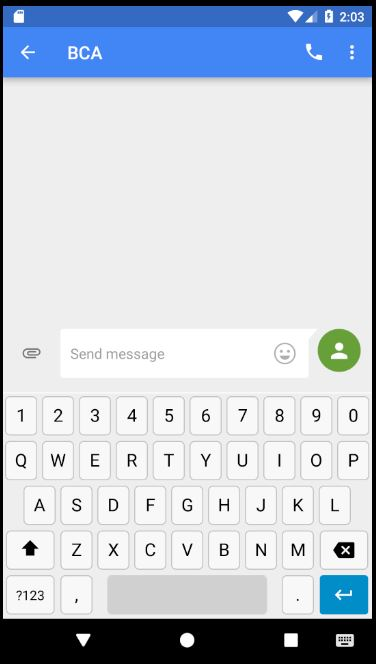 2:03
BCA
Send message
1 2 3 4 5 6 7 8 9 0
Q W E R T Y U I O P
A S D F G H J K L
Z X C V B N M
?123 , .